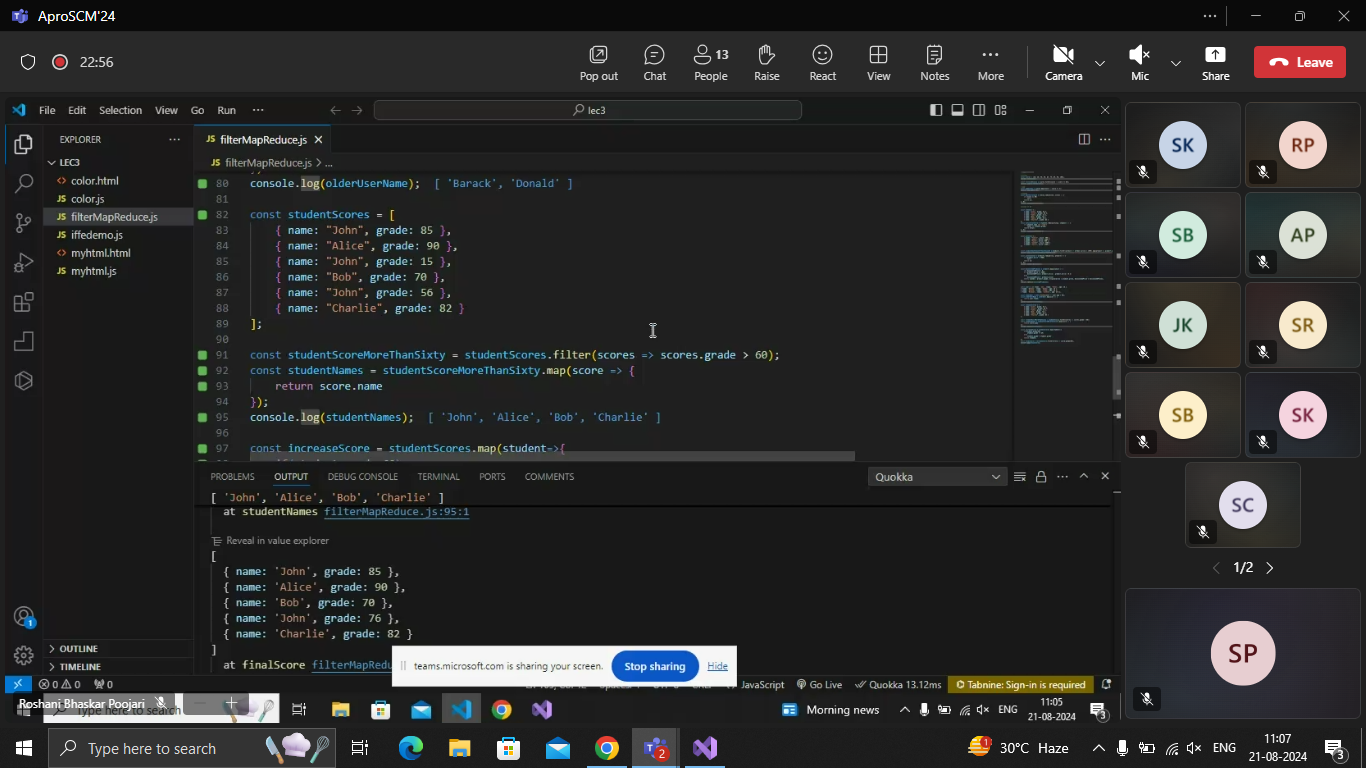 AproSCM'24
22:56
Pop out
Chat
13
People
Raise
React
View
Notes
More
Camera
Mic
Share
Leave
File Edit Selection View Go Run
lec3
EXPLORER
LEC3
color.html
JS color.js
JS filterMapReduce.js
JS iffedemo.js
myhtml.html
JS myhtml.js
OUTLINE
TIMELINE
JS filterMapReduce.js
JS filterMapReduce.js > ...
80 console.log(olderUserName); [ 'Barack', 'Donald' ]
81
82 const studentScores = [
83 { name: "John", grade: 85 },
84 { name: "Alice", grade: 90 },
85 { name: "John", grade: 15 },
86 { name: "Bob", grade: 70 },
87 { name: "John", grade: 56 },
88 { name: "Charlie", grade: 82 }
89 ];
90
91 const studentScoreMoreThanSixty = studentScores.filter(scores => scores.grade > 60);
92 const studentNames = studentScoreMoreThanSixty.map(score => {
93 return score.name
94 });
95 console.log(studentNames); [ 'John', 'Alice', 'Bob', 'Charlie' ]
96
97 const increaseScore = studentScores.map(student=>{
PROBLEMS OUTPUT DEBUG CONSOLE TERMINAL PORTS COMMENTS
Quokka
[ 'John', 'Alice', 'Bob', 'Charlie' ]
at studentNames filterMapReduce.js:95:1
Reveal in value explorer
[
{ name: 'John', grade: 85 },
{ name: 'Alice', grade: 90 },
{ name: 'Bob', grade: 70 },
{ name: 'John', grade: 76 },
{ name: 'Charlie', grade: 82 }
]
at finalScore filterMapRedu
teams.microsoft.com is sharing your screen.
Stop sharing
Hide
0 0 0
JavaScript
Go Live
Quokka 13.12ms
Tabnine: Sign-in is required
Roshani Bhaskar Poojari
Type here to search
Morning news
ENG
11:05
21-08-2024
3
SK
RP
SB
AP
JK
SR
SB
SK
SC
1/2
SP
Type here to search
2
1
30°C Haze
ENG
11:07
21-08-2024
3